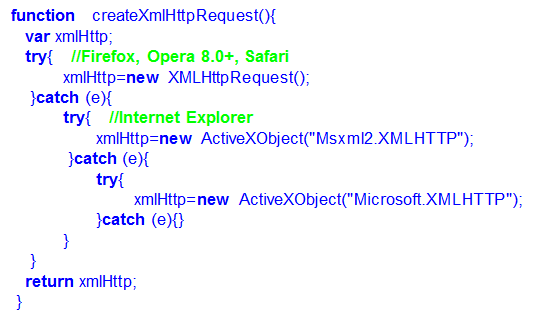 function  createXmlHttpRequest(){
   var xmlHttp;
   try{    //Firefox, Opera 8.0+, Safari
          xmlHttp=new  XMLHttpRequest();
    }catch (e){
          try{    //Internet Explorer
                xmlHttp=new  ActiveXObject("Msxml2.XMLHTTP");
           }catch (e){
                try{
                      xmlHttp=new  ActiveXObject("Microsoft.XMLHTTP");
                }catch (e){}
          }
    }
   return xmlHttp;
 }